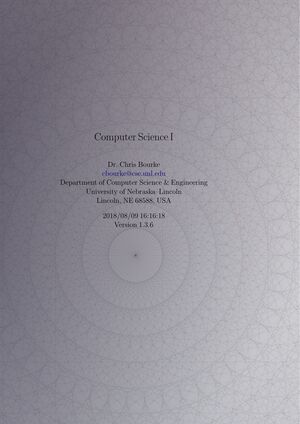 Computer Science I
Dr. Chris Bourke
cbourke@cse.unl.edu
Department of Computer Science & Engineering
University of Nebraska–Lincoln
Lincoln, NE 68588, USA
2018/08/09 16:16:18
Version 1.3.6